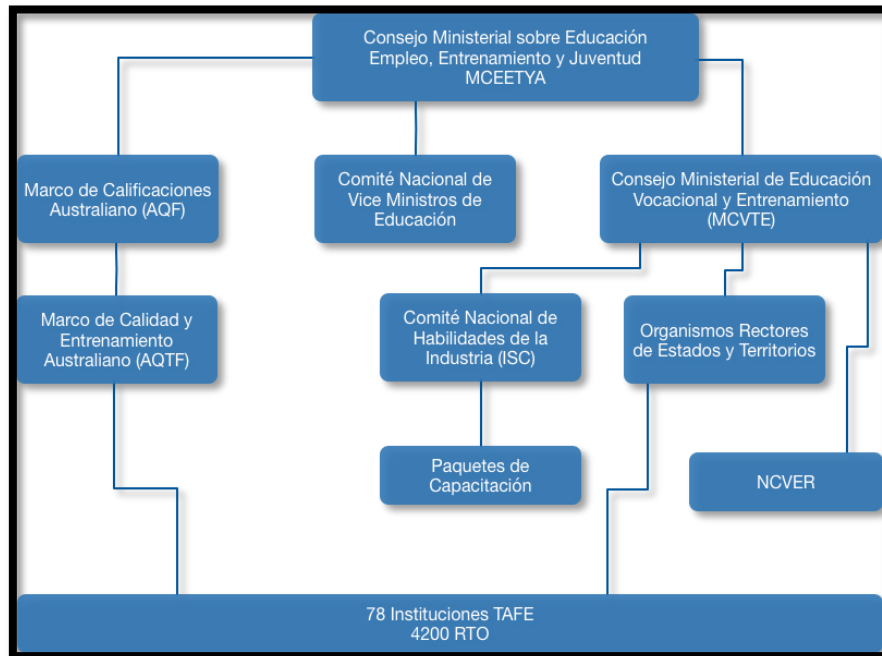 Consejo Ministerial sobre Educación
Empleo, Entrenamiento y Juventud
MCEETYA
Marco de Calificaciones
Australiano (AQF)
Comité Nacional de
Vice Ministros de
Educación
Consejo Ministerial de Educación
Vocacional y Entrenamiento
(MCVTE)
Marco de Calidad y
Entrenamiento
Australiano (AQTF)
Comité Nacional de
Habilidades de la
Industria (ISC)
Organismos Rectores
de Estados y Territorios
Paquetes de
Capacitación
NCVER
78 Instituciones TAFE
4200 RTO